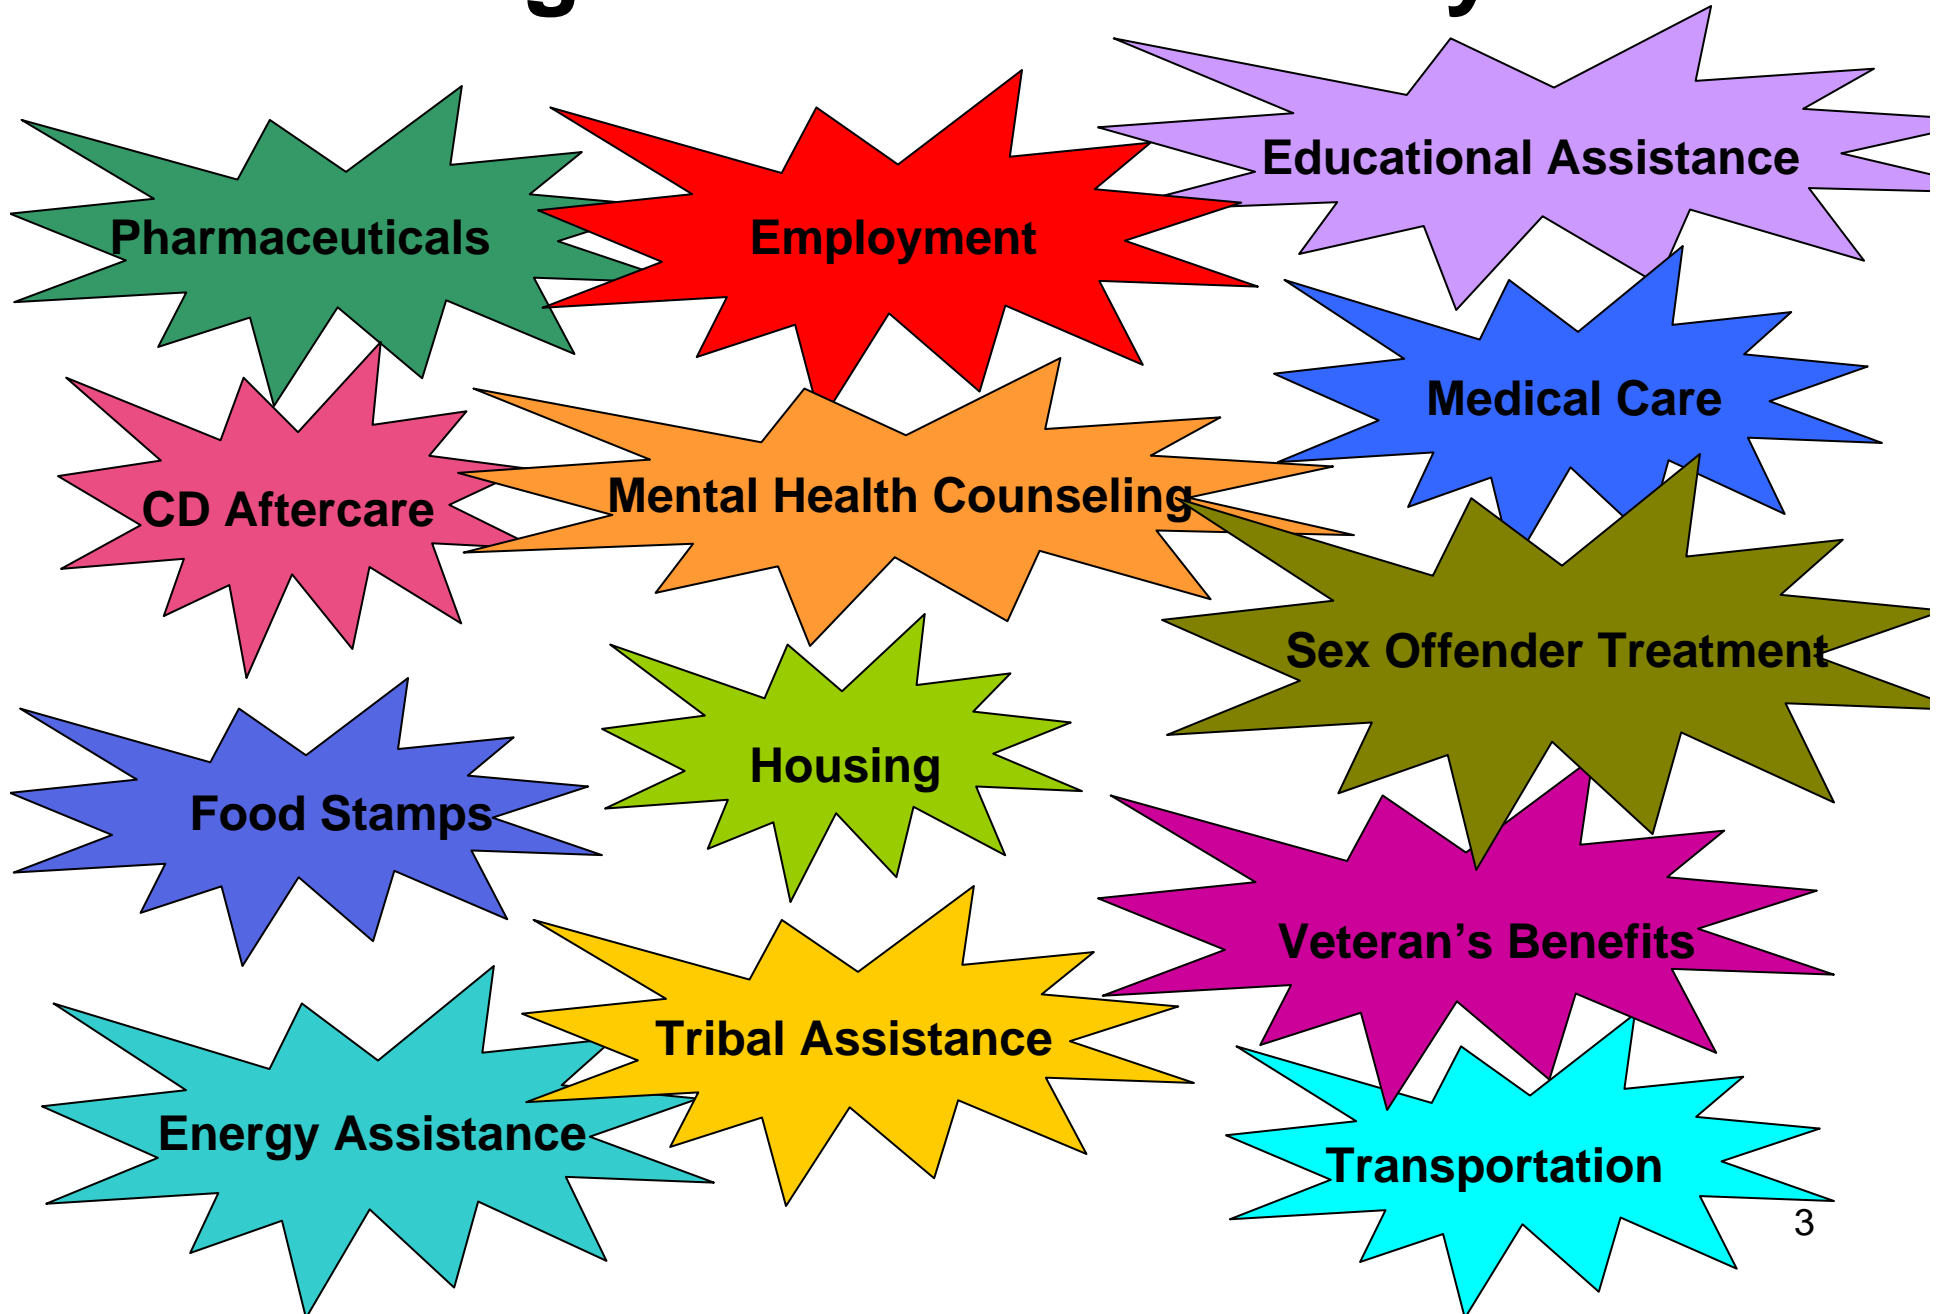 Educational Assistance
Pharmaceuticals
Employment
Medical Care
CD Aftercare
Mental Health Counseling
Sex Offender Treatment
Food Stamps
Housing
Veteran’s Benefits
Energy Assistance
Tribal Assistance
Transportation
3